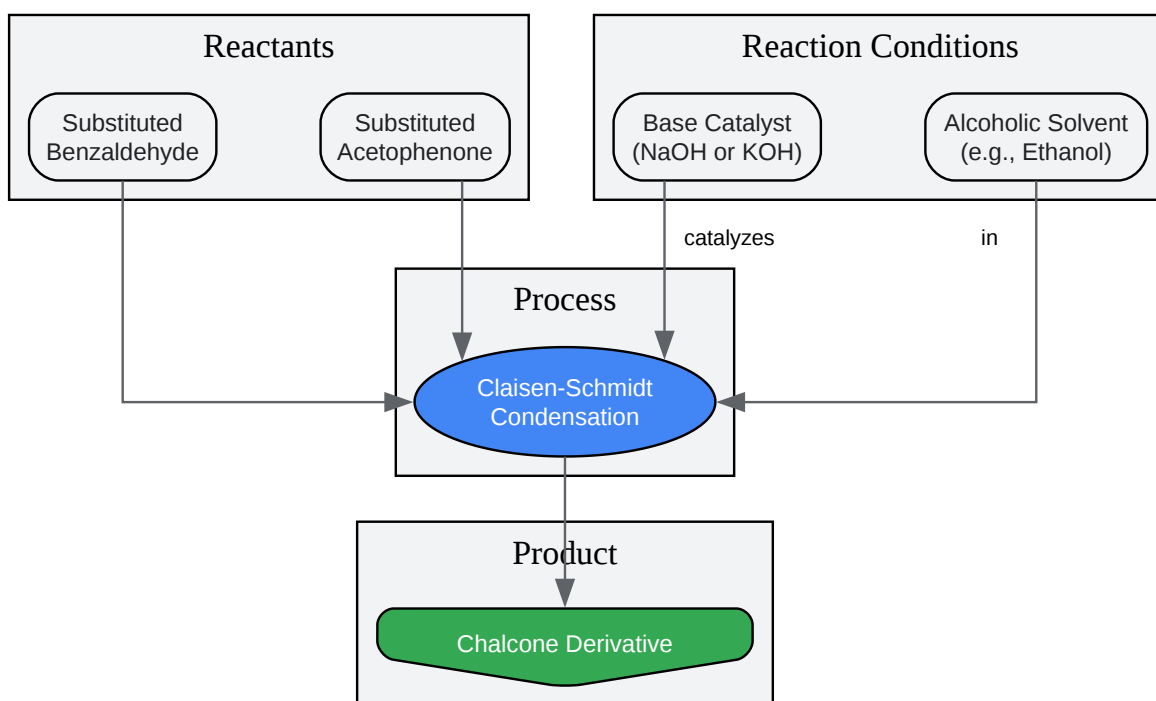 Reactants
Reaction Conditions
Substituted
Benzaldehyde
Substituted
Acetophenone
Base Catalyst
(NaOH or KOH)
Alcoholic Solvent
(e.g., Ethanol)
catalyzes
in
Process
Claisen-Schmidt
Condensation
Product
Chalcone Derivative